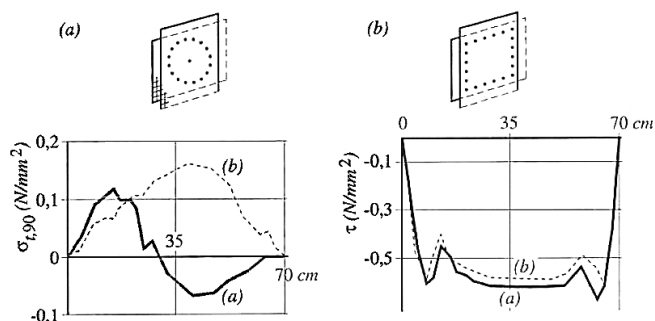 (a)
(b)
0 35 70 cm
0,2
0,1
0
-0,1
σt,90 (N/mm²)
(b)
35
70 cm
(a)
-0,1
-0,3
-0,5
τ (N/mm²)
(b)
(a)